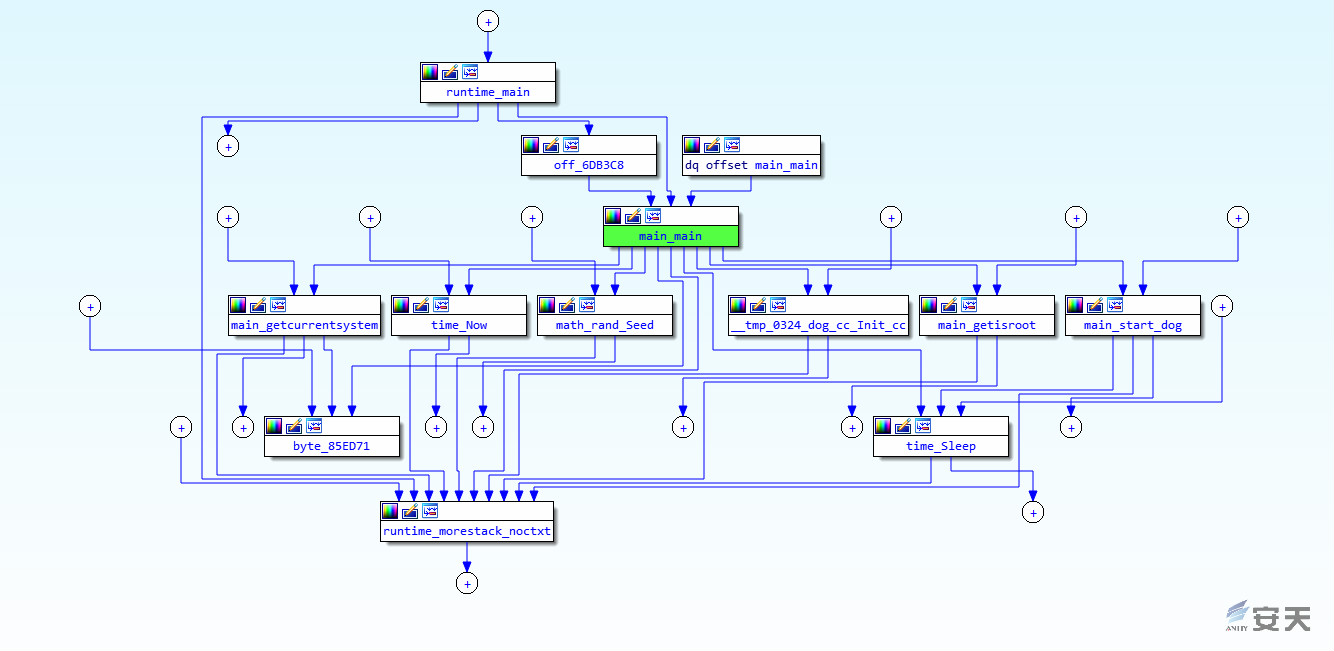 runtime_main
off_6DB3C8
dq offset main_main
main_main
main_getcurrentsystem
time_Now
math_rand_Seed
__tmp_0324_dog_cc_Init_cc
main_getisroot
main_start_dog
byte_85ED71
time_Sleep
runtime_morestack_noctxt
ANTIY 安天